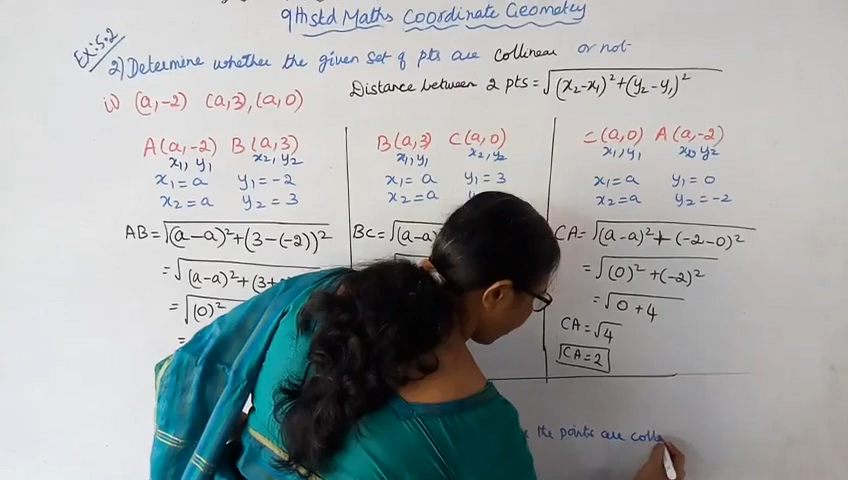 9th std Maths Coordinate Geometry
Ex:5.2
2) Determine whether the given set of pts are collinear or not
Distance between 2 pts = √(x₂-x₁)²+(y₂-y₁)²
i) (a,-2) (a,3),(a,0)
A(a,-2) B(a,3)
x₁,y₁ x₂,y₂
x₁=a y₁=-2
x₂=a y₂=3
AB=√(a-a)²+(3-(-2))²
=√(a-a)²+(3+
=√(0)²
=
B(a,3) C(a,0)
x₁,y₁ x₂,y₂
x₁=a y₁=3
x₂=a
BC=√(a-a)
C(a,0) A(a,-2)
x₁,y₁ x₂ y₂
x₁=a y₁=0
x₂=a y₂=-2
CA=√(a-a)²+(-2-0)²
=√(0)²+(-2)²
=√0+4
CA=√4
CA=2
the points are colle